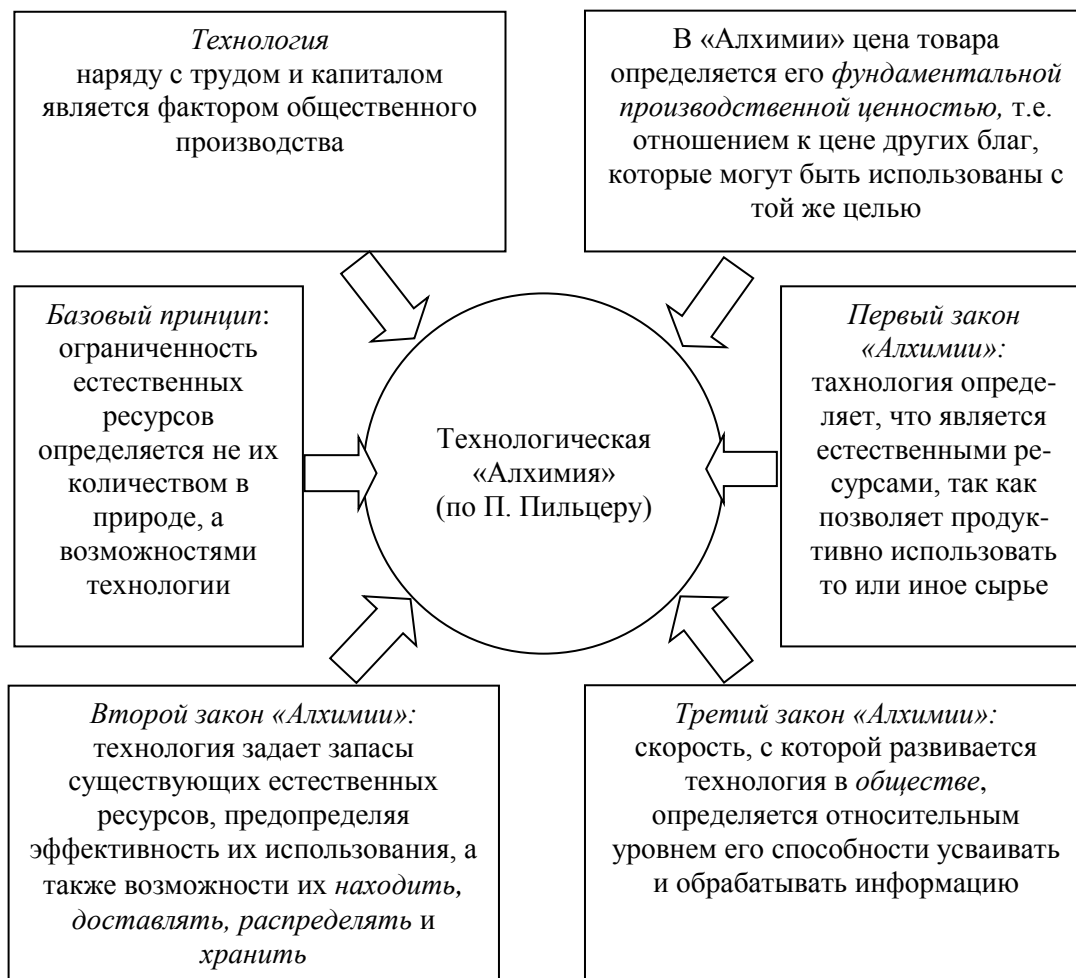 Технология
наряду с трудом и капиталом
является фактором общественного
производства
В «Алхимии» цена товара
определяется его фундаментальной
производственной ценностью, т.е.
отношением к цене других благ,
которые могут быть использованы с
той же целью
Базовый принцип:
ограниченность
естественных
ресурсов
определяется не их
количеством в
природе, а
возможностями
технологии
Технологическая
«Алхимия»
(по П. Пильцеру)
Первый закон
«Алхимии»:
тахнология опреде-
ляет, что является
естественными ре-
сурсами, так как
позволяет продук-
тивно использовать
то или иное сырье
Второй закон «Алхимии»:
технология задает запасы
существующих естественных
ресурсов, предопределяя
эффективность их использования, а
также возможности их находить,
доставлять, распределять и
хранить
Третий закон «Алхимии»:
скорость, с которой развивается
технология в обществе,
определяется относительным
уровнем его способности усваивать
и обрабатывать информацию